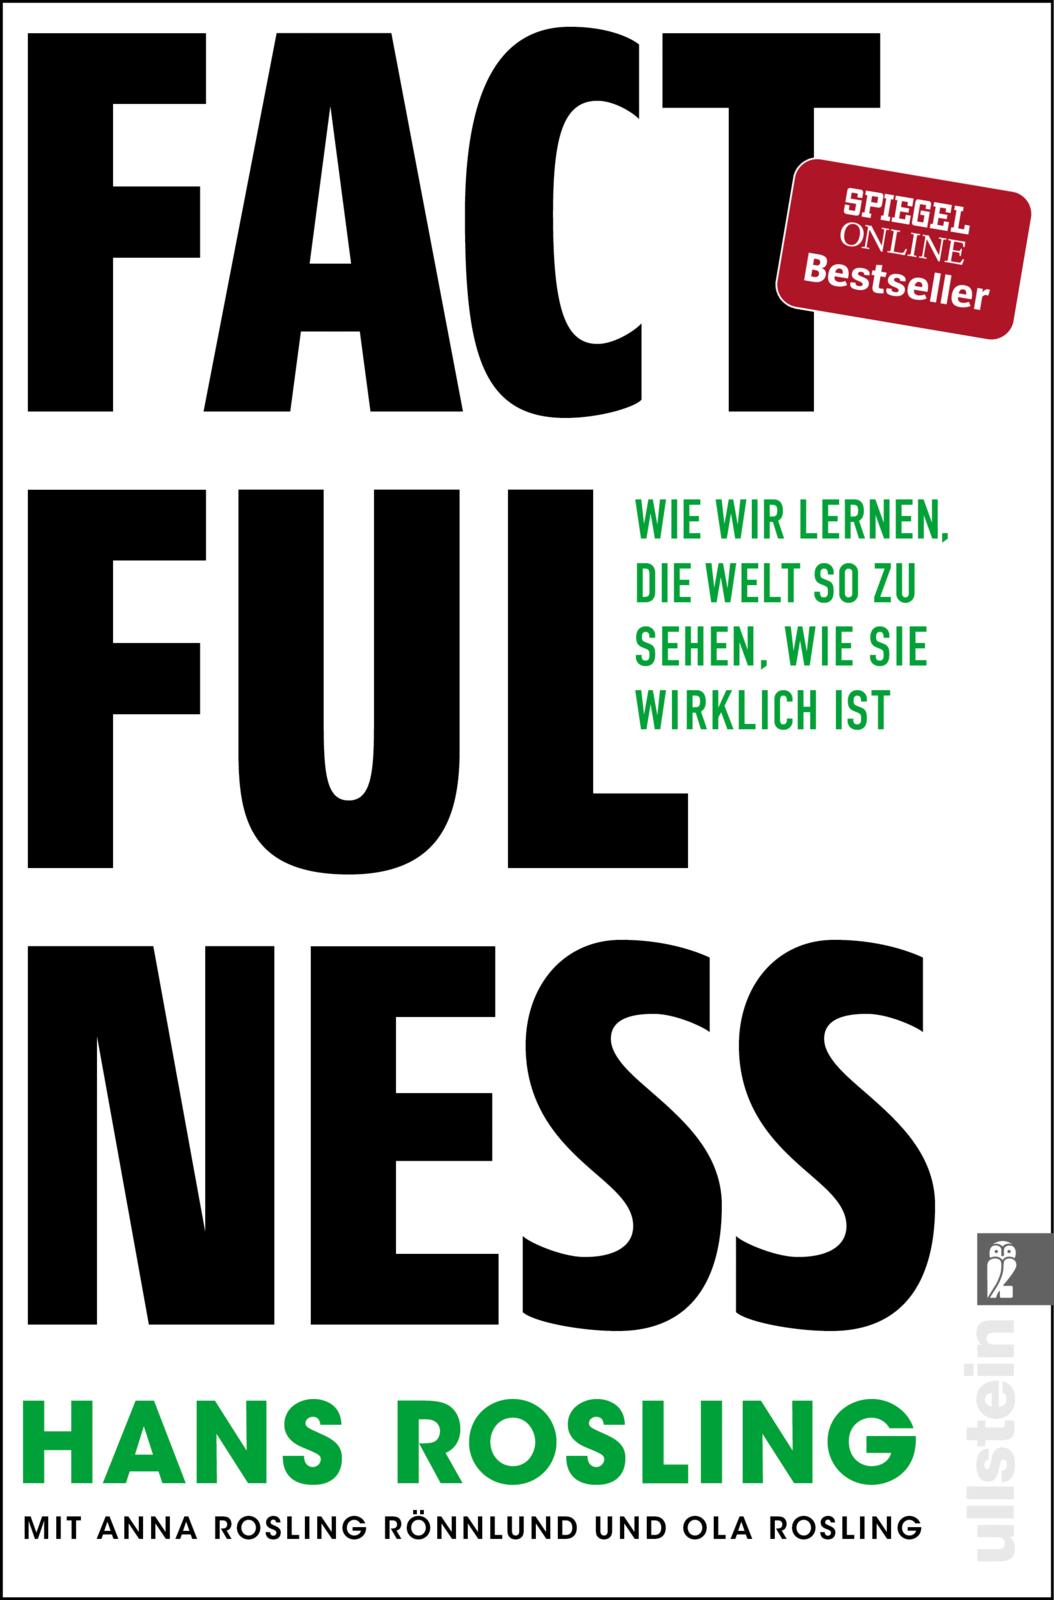 FACT
SPIEGEL
ONLINE
Bestseller
FUL
WIE WIR LERNEN,
DIE WELT SO ZU
SEHEN, WIE SIE
WIRKLICH IST
NESS
HANS ROSLING
MIT ANNA ROSLING RÖNNLUND UND OLA ROSLING
ullstein